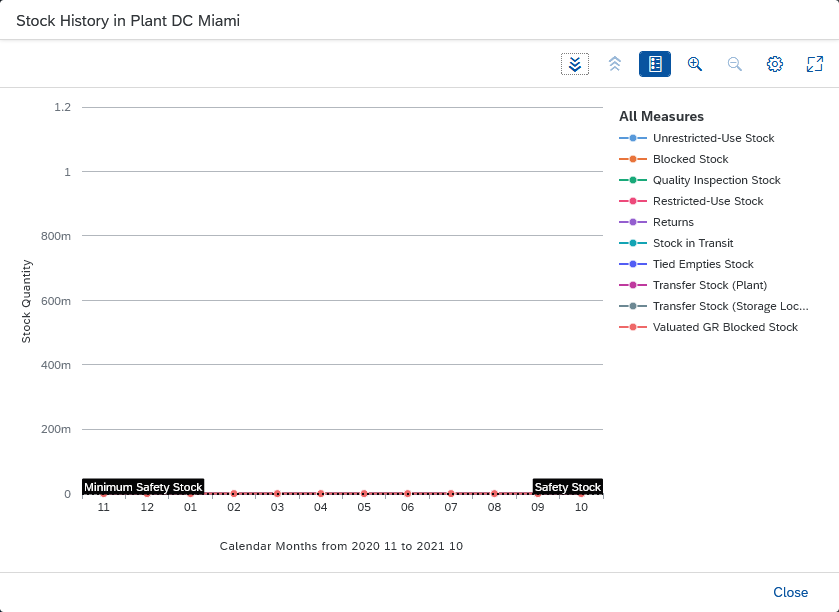 Stock History in Plant DC Miami
1.2
1
800m
600m
400m
200m
0
Stock Quantity
Minimum Safety Stock
Safety Stock
11 12 01 02 03 04 05 06 07 08 09 10
Calendar Months from 2020 11 to 2021 10
All Measures
Unrestricted-Use Stock
Blocked Stock
Quality Inspection Stock
Restricted-Use Stock
Returns
Stock in Transit
Tied Empties Stock
Transfer Stock (Plant)
Transfer Stock (Storage Loc...
Valuated GR Blocked Stock
Close